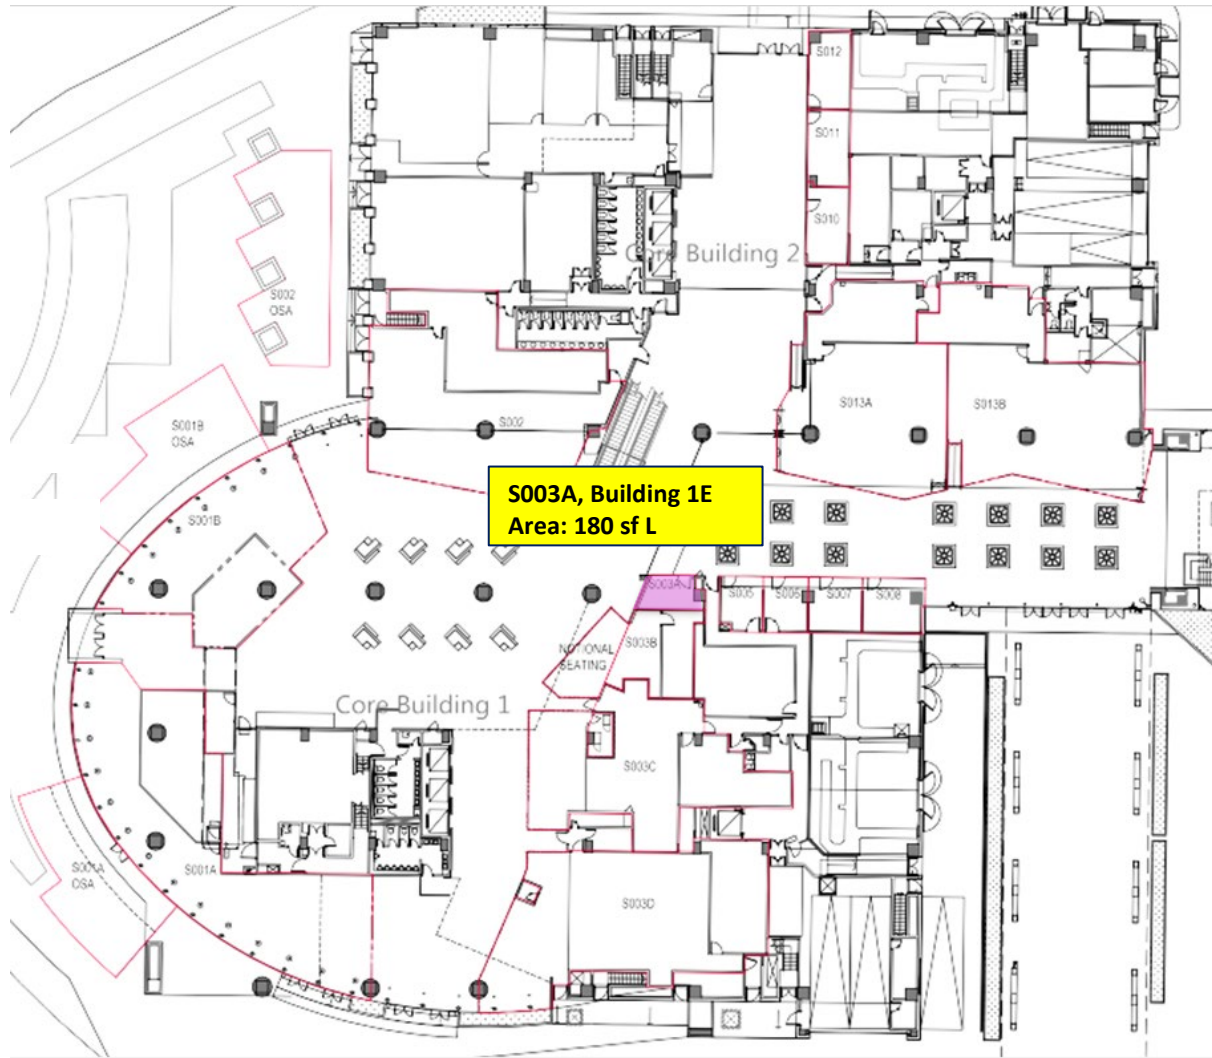 S012
S011
S010
Core Building 2
S002
OSA
S013A
S013B
S002
S001B
OSA
S003A, Building 1E
Area: 180 sf L
S001B
S003A
S005
S006
S007
S008
S003B
NOTIONAL
SEATING
Core Building 1
S003C
S001A
OSA
S001A
S003D